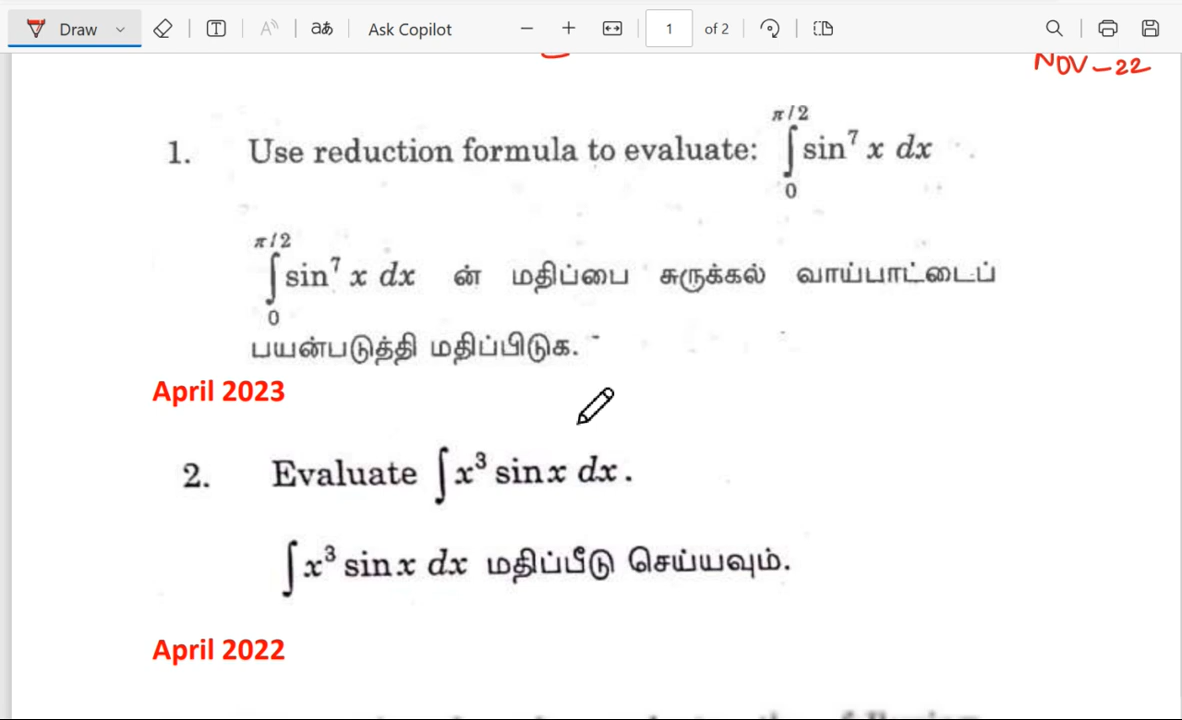 Draw aあ Ask Copilot 1 of 2
NOV-22
1. Use reduction formula to evaluate: ∫₀^{π/2} sin⁷ x dx
∫₀^{π/2} sin⁷ x dx ன் மதிப்பை சுருக்கல் வாய்பாட்டைப்
பயன்படுத்தி மதிப்பிடுக.
April 2023
2. Evaluate ∫x³ sin x dx.
∫x³ sin x dx மதிப்பீடு செய்யவும்.
April 2022